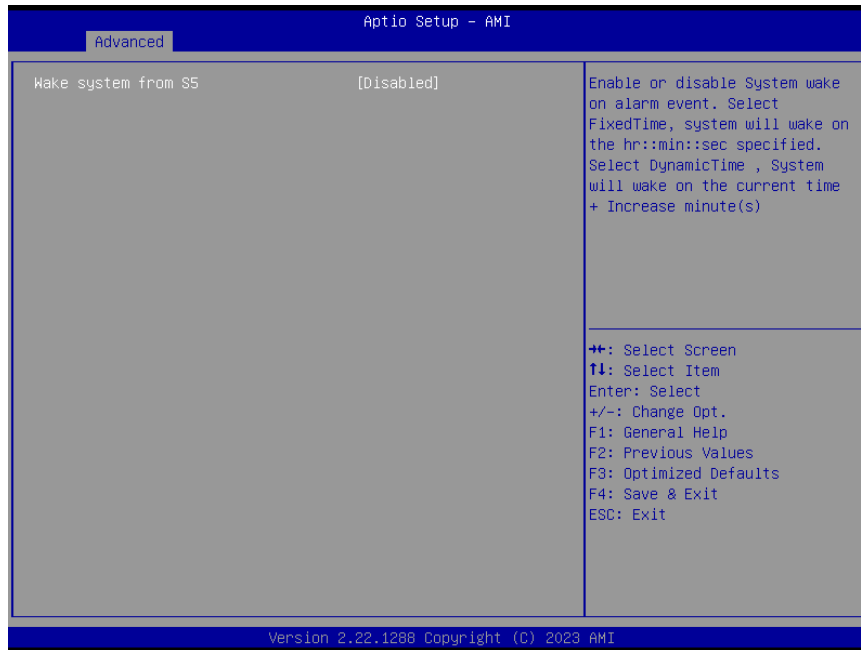 Aptio Setup – AMI
Advanced
Wake system from S5 [Disabled]
Enable or disable System wake
on alarm event. Select
FixedTime, system will wake on
the hr::min::sec specified.
Select DynamicTime , System
will wake on the current time
+ Increase minute(s)
→←: Select Screen
↑↓: Select Item
Enter: Select
+/-: Change Opt.
F1: General Help
F2: Previous Values
F3: Optimized Defaults
F4: Save & Exit
ESC: Exit
Version 2.22.1288 Copyright (C) 2023 AMI